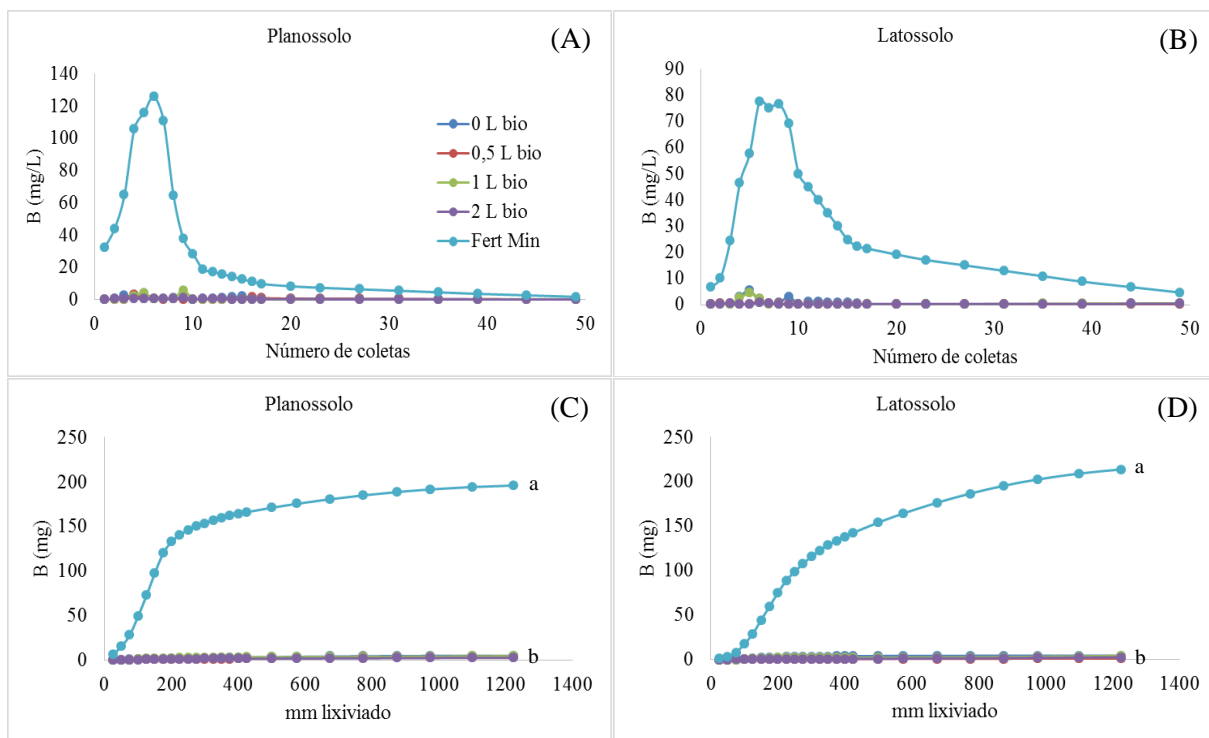 Planossolo
(A)
B (mg/L)
140
120
100
80
60
40
20
0
0 10 20 30 40 50
Número de coletas
0 L bio
0,5 L bio
1 L bio
2 L bio
Fert Min
Latossolo
(B)
B (mg/L)
90
80
70
60
50
40
30
20
10
0
0 10 20 30 40 50
Número de coletas
Planossolo
(C)
B (mg)
250
200
150
100
50
0
a
b
0 200 400 600 800 1000 1200 1400
mm lixiviado
Latossolo
(D)
B (mg)
250
200
150
100
50
0
a
b
0 200 400 600 800 1000 1200 1400
mm lixiviado